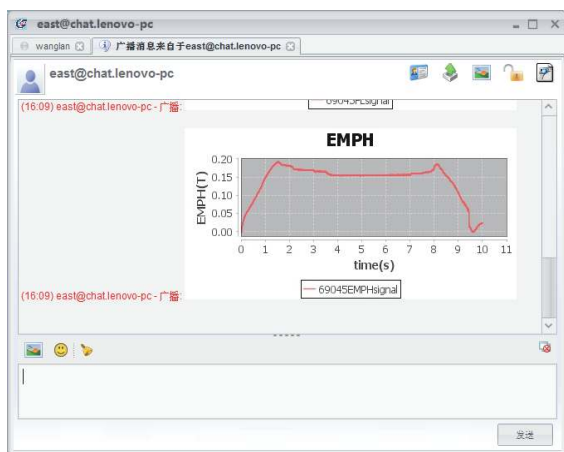 east@chat.lenovo-pc
wanglan
广播消息来自于east@chat.lenovo-pc
east@chat.lenovo-pc
(16:09) east@chat.lenovo-pc - 广播:
EMPH
EMPH(T)
0.20
0.15
0.10
0.05
0.00
0 1 2 3 4 5 6 7 8 9 10 11
time(s)
69045EMPHsignal
(16:09) east@chat.lenovo-pc - 广播:
发送